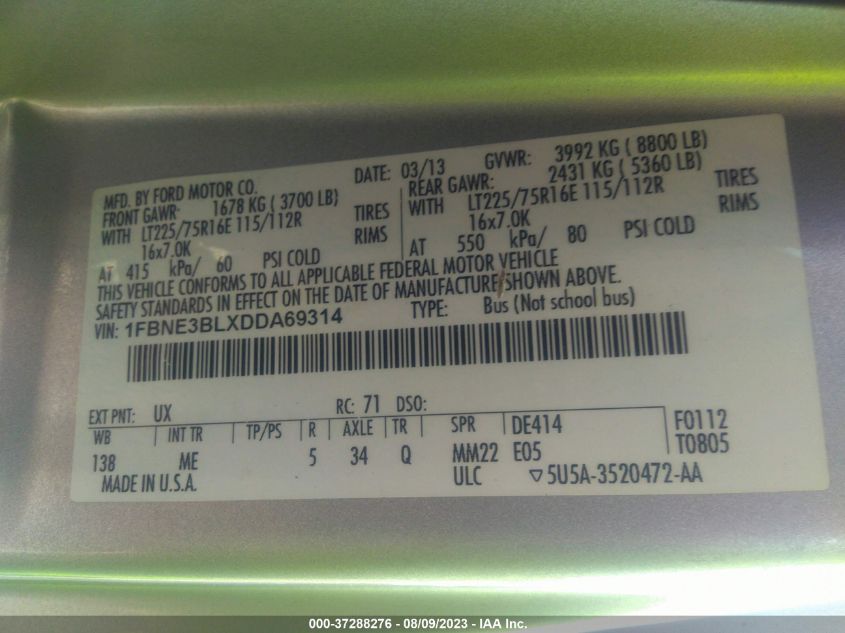 MFD. BY FORD MOTOR CO. DATE: 03/13 GVWR: 3992 KG ( 8800 LB)
FRONT GAWR: 1678 KG ( 3700 LB) REAR GAWR: 2431 KG ( 5360 LB)
WITH LT225/75R16E 115/112R TIRES WITH LT225/75R16E 115/112R TIRES
16x7.0K RIMS 16x7.0K RIMS
AT 415 kPa/ 60 PSI COLD AT 550 kPa/ 80 PSI COLD
THIS VEHICLE CONFORMS TO ALL APPLICABLE FEDERAL MOTOR VEHICLE
SAFETY STANDARDS IN EFFECT ON THE DATE OF MANUFACTURE SHOWN ABOVE.
VIN: 1FBNE3BLXDDA69314 TYPE: Bus (Not school bus)
EXT PNT: UX RC: 71 DSO:
WB INT TR TP/PS R AXLE TR SPR DE414 F0112
138 ME 5 34 Q MM22 E05 T0805
MADE IN U.S.A. ULC ▽5U5A-3520472-AA
000-37288276 - 08/09/2023 - IAA Inc.